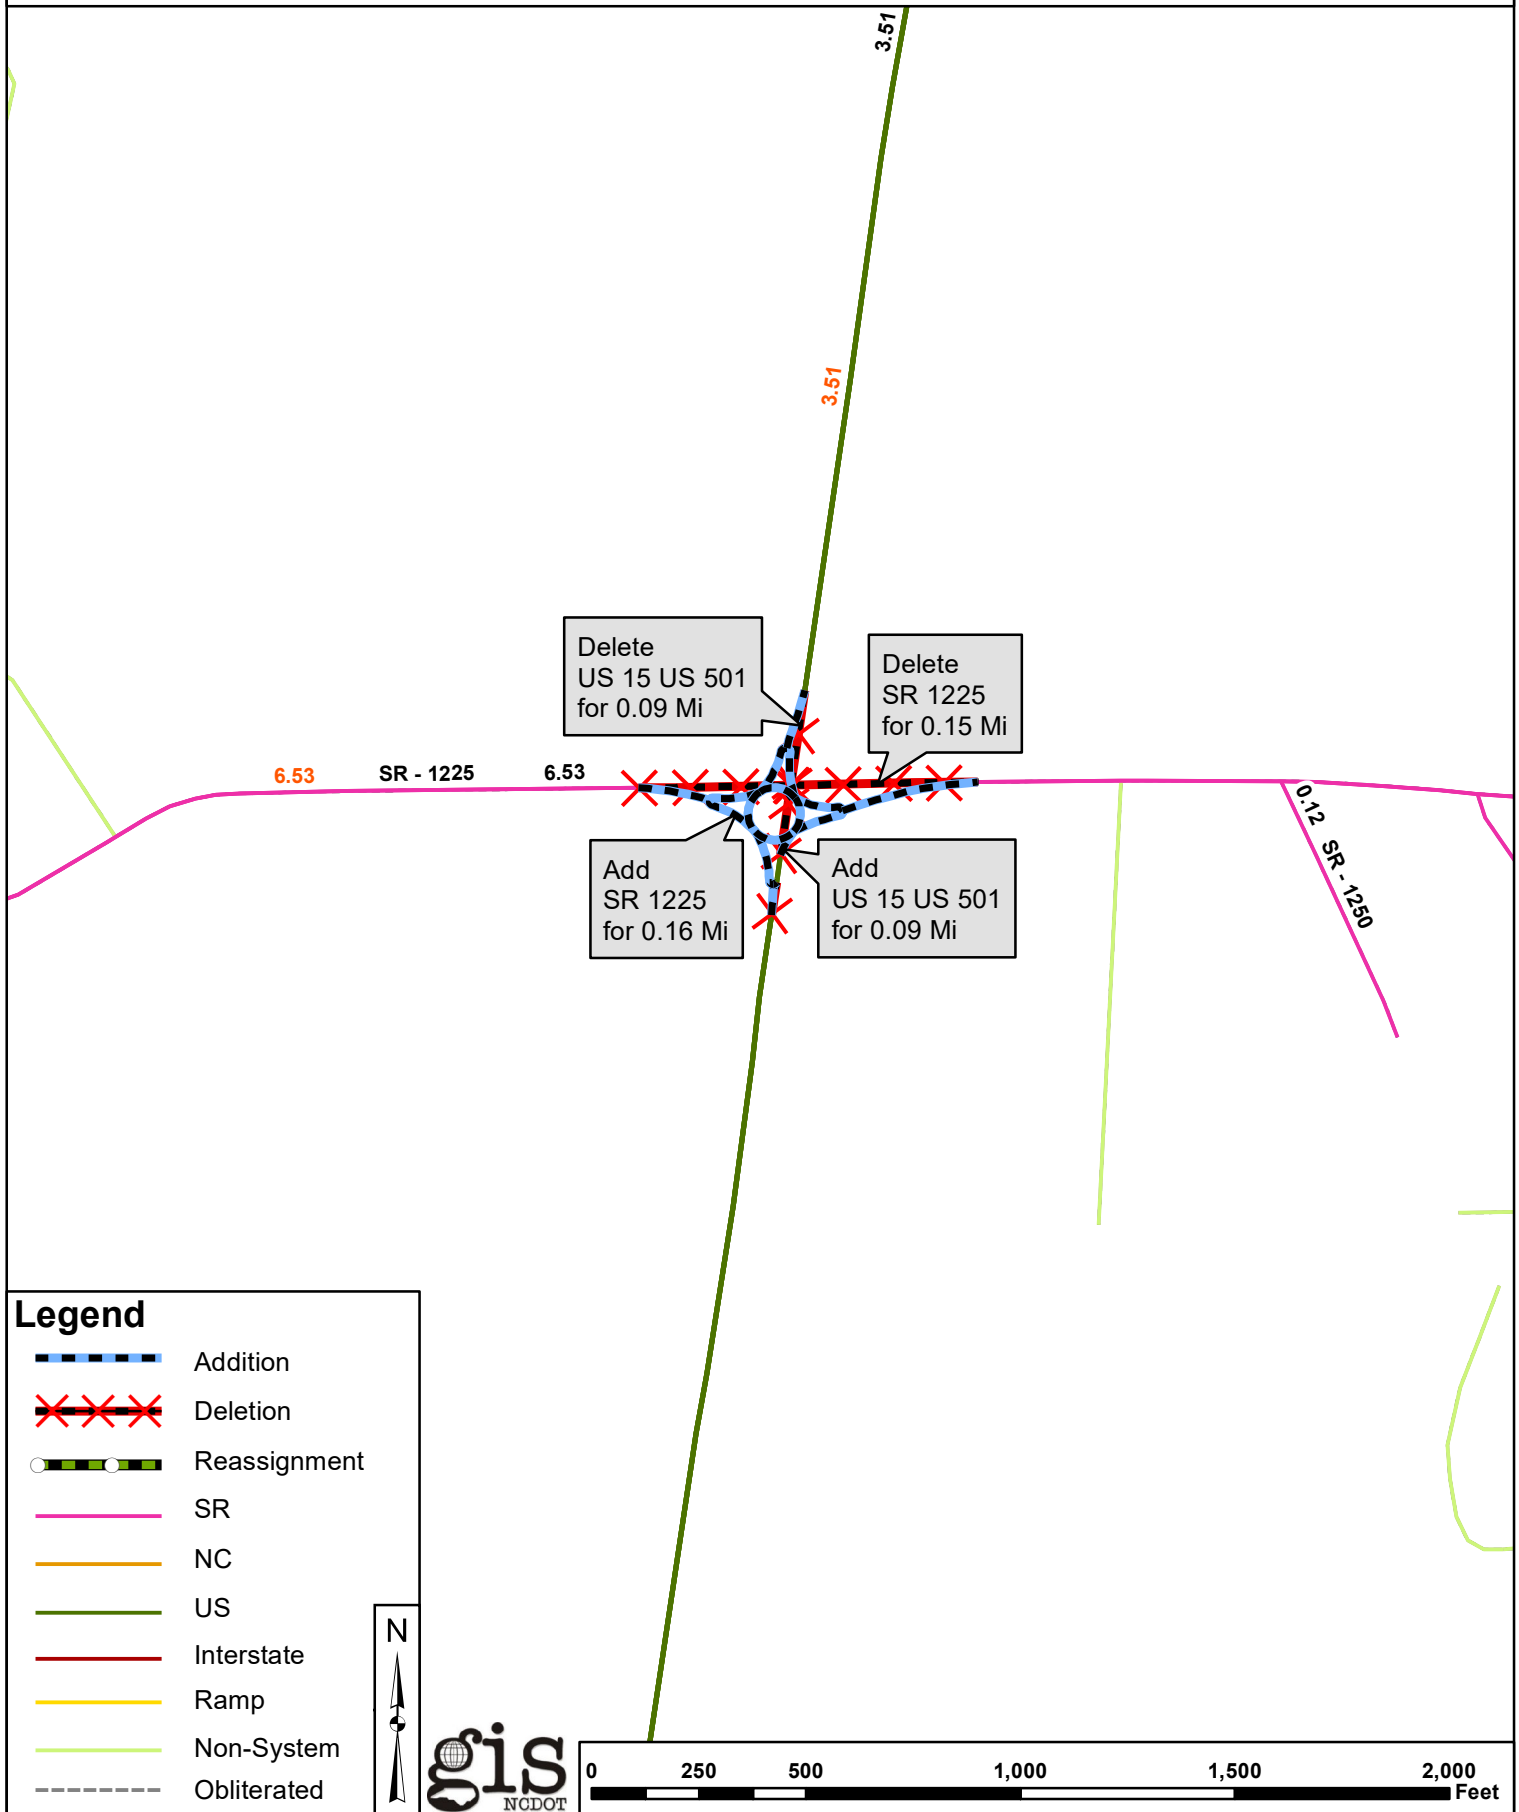 3.51
3.51
Delete
US 15 US 501
for 0.09 Mi
Delete
SR 1225
for 0.15 Mi
6.53 SR - 1225 6.53
0.12 SR - 1250
Add
SR 1225
for 0.16 Mi
Add
US 15 US 501
for 0.09 Mi
Legend
Addition
Deletion
Reassignment
SR
NC
US
Interstate
Ramp
Non-System
Obliterated
N
gis
NCDOT
0 250 500 1,000 1,500 2,000
Feet